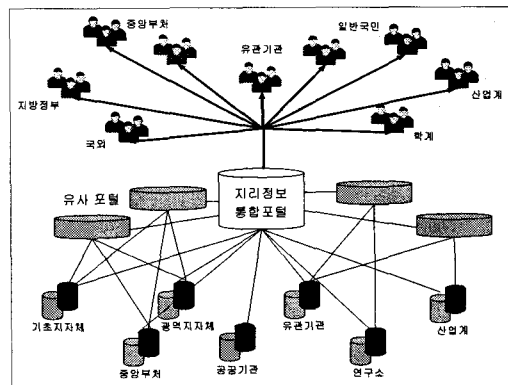 중앙부처
일반국민
유관기관
지방정부
산업계
국외
학계
유사 포털
지리정보
통합포털
기초지자체
광역지자체
유관기관
산업계
중앙부처
공공기관
연구소